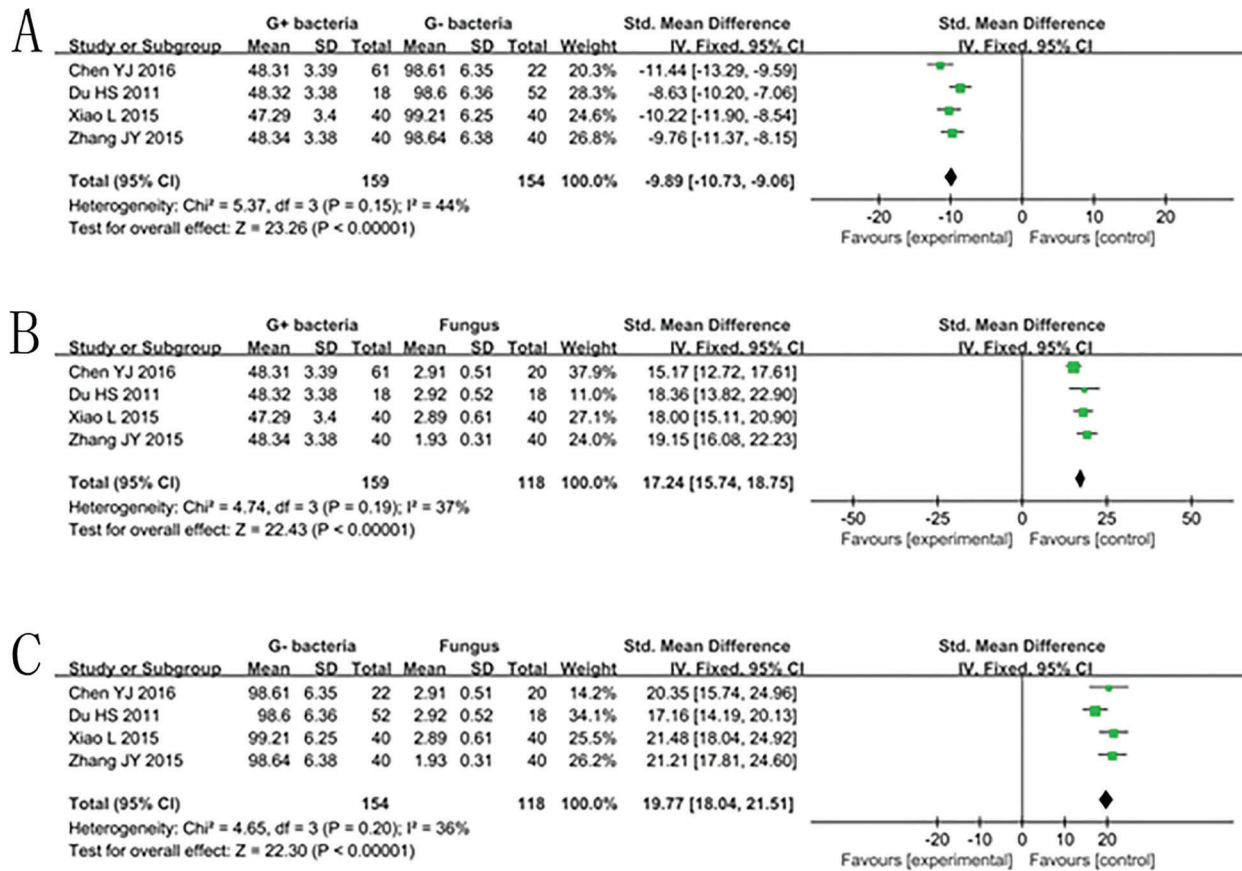 A
G+ bacteria G- bacteria Std. Mean Difference Std. Mean Difference
Study or Subgroup Mean SD Total Mean SD Total Weight IV, Fixed, 95% CI IV, Fixed, 95% CI
Chen YJ 2016 48.31 3.39 61 98.61 6.35 22 20.3% -11.44 [-13.29, -9.59]
Du HS 2011 48.32 3.38 18 98.6 6.36 52 28.3% -8.63 [-10.20, -7.06]
Xiao L 2015 47.29 3.4 40 99.21 6.25 40 24.6% -10.22 [-11.90, -8.54]
Zhang JY 2015 48.34 3.38 40 98.64 6.38 40 26.8% -9.76 [-11.37, -8.15]
Total (95% CI) 159 154 100.0% -9.89 [-10.73, -9.06]
Heterogeneity: Chi² = 5.37, df = 3 (P = 0.15); I² = 44%
Test for overall effect: Z = 23.26 (P < 0.00001)
-20 -10 0 10 20
Favours [experimental] Favours [control]
B
G+ bacteria Fungus Std. Mean Difference Std. Mean Difference
Study or Subgroup Mean SD Total Mean SD Total Weight IV, Fixed, 95% CI IV, Fixed, 95% CI
Chen YJ 2016 48.31 3.39 61 2.91 0.51 20 37.9% 15.17 [12.72, 17.61]
Du HS 2011 48.32 3.38 18 2.92 0.52 18 11.0% 18.36 [13.82, 22.90]
Xiao L 2015 47.29 3.4 40 2.89 0.61 40 27.1% 18.00 [15.11, 20.90]
Zhang JY 2015 48.34 3.38 40 1.93 0.31 40 24.0% 19.15 [16.08, 22.23]
Total (95% CI) 159 118 100.0% 17.24 [15.74, 18.75]
Heterogeneity: Chi² = 4.74, df = 3 (P = 0.19); I² = 37%
Test for overall effect: Z = 22.43 (P < 0.00001)
-50 -25 0 25 50
Favours [experimental] Favours [control]
C
G- bacteria Fungus Std. Mean Difference Std. Mean Difference
Study or Subgroup Mean SD Total Mean SD Total Weight IV, Fixed, 95% CI IV, Fixed, 95% CI
Chen YJ 2016 98.61 6.35 22 2.91 0.51 20 14.2% 20.35 [15.74, 24.96]
Du HS 2011 98.6 6.36 52 2.92 0.52 18 34.1% 17.16 [14.19, 20.13]
Xiao L 2015 99.21 6.25 40 2.89 0.61 40 25.5% 21.48 [18.04, 24.92]
Zhang JY 2015 98.64 6.38 40 1.93 0.31 40 26.2% 21.21 [17.81, 24.60]
Total (95% CI) 154 118 100.0% 19.77 [18.04, 21.51]
Heterogeneity: Chi² = 4.65, df = 3 (P = 0.20); I² = 36%
Test for overall effect: Z = 22.30 (P < 0.00001)
-20 -10 0 10 20
Favours [experimental] Favours [control]